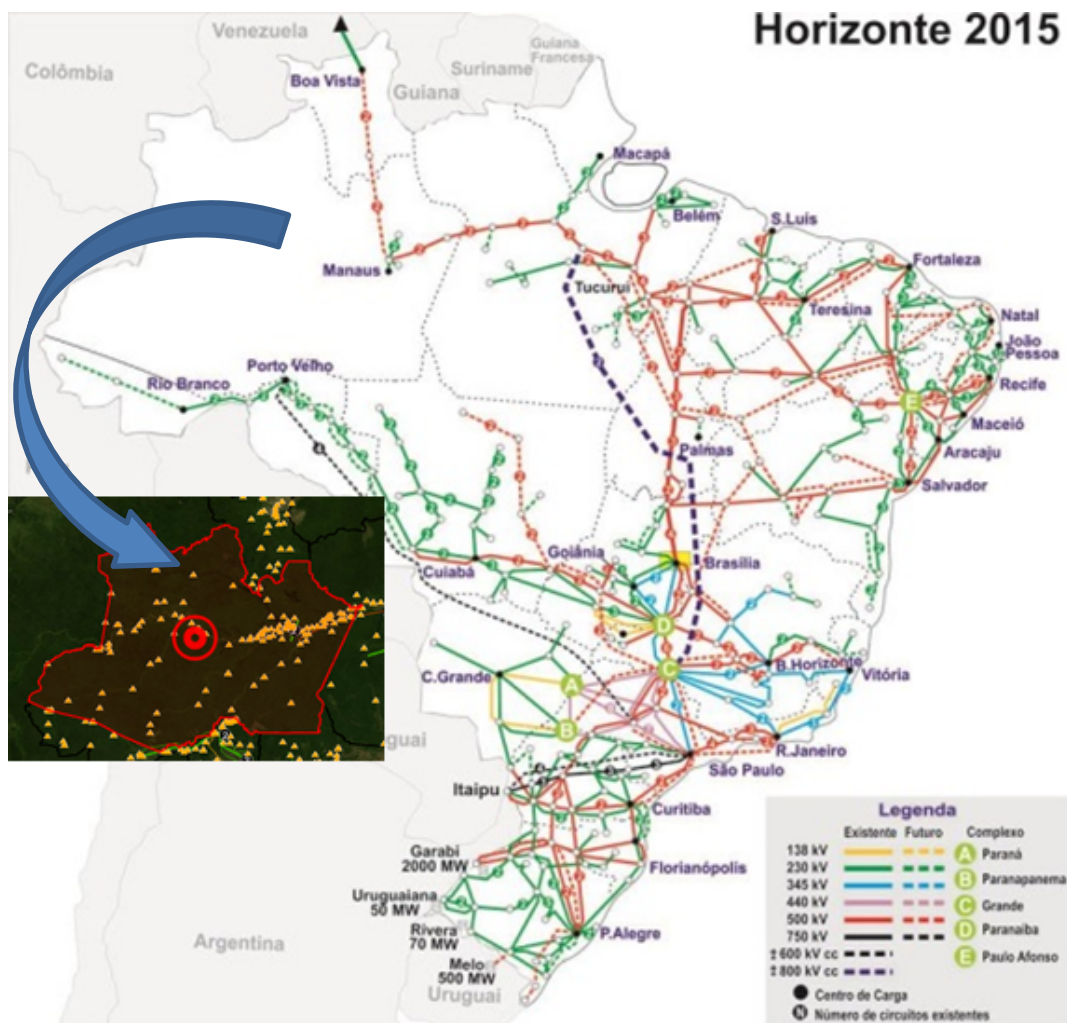 Horizonte 2015
Venezuela
Guiana
Francesa
Colômbia
Suriname
Boa Vista
Guiana
Macapá
Belém
S.Luís
Manaus
Fortaleza
Tucuruí
Teresina
Natal
João
Pessoa
Porto Velho
Rio Branco
Recife
E
Maceió
Palmas
Aracaju
Salvador
Goiânia
Brasília
Cuiabá
D
C
B.Horizonte
Vitória
C.Grande
A
B
guai
R.Janeiro
São Paulo
Itaipu
Curitiba
Garabi
2000 MW
Florianópolis
Uruguaiana
50 MW
Rivera
70 MW
P.Alegre
Argentina
Melo
500 MW
Uruguai
Legenda
Existente Futuro Complexo
138 kV A Paraná
230 kV
345 kV B Paranapanema
440 kV C Grande
500 kV D Paranaiba
750 kV
±600 kV cc E Paulo Afonso
±800 kV cc
Centro de Carga
N Número de circuitos existentes